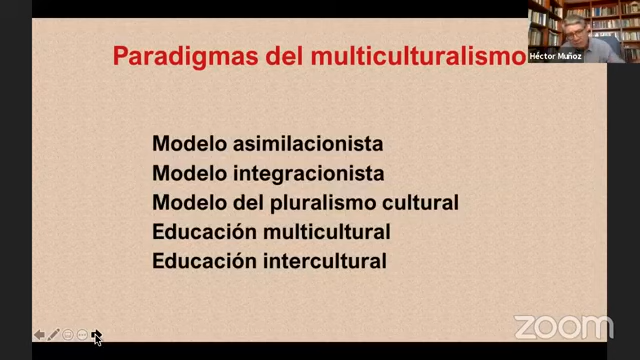 Paradigmas del multiculturalismo
Héctor Muñoz
Modelo asimilacionista
Modelo integracionista
Modelo del pluralismo cultural
Educación multicultural
Educación intercultural
zoom